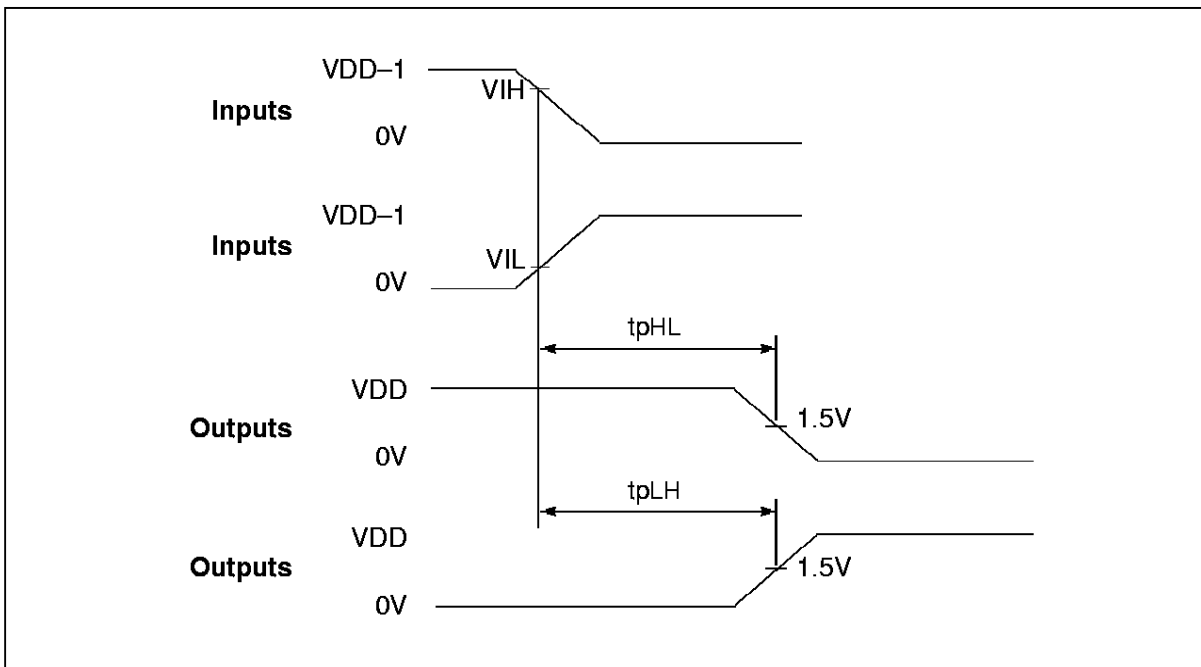 VDD–1
VIH
Inputs
0V
VDD–1
Inputs
VIL
0V
tpHL
VDD
1.5V
Outputs
0V
tpLH
VDD
Outputs
1.5V
0V